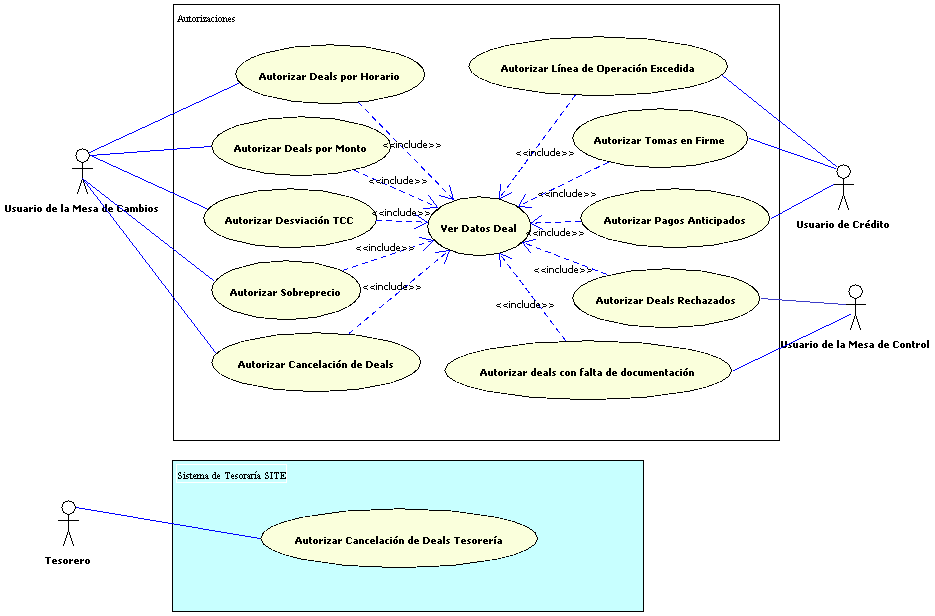 Autorizaciones
Autorizar Deals por Horario
Autorizar Línea de Operación Excedida
<<include>>
<<include>>
Autorizar Deals por Monto
Autorizar Tomas en Firme
<<include>>
<<include>>
Usuario de la Mesa de Cambios
Autorizar Desviación TCC
<<include>>
Ver Datos Deal
<<include>>
Autorizar Pagos Anticipados
Usuario de Crédito
<<include>>
<<include>>
Autorizar Sobreprecio
<<include>>
<<include>>
Autorizar Deals Rechazados
Usuario de la Mesa de Control
Autorizar Cancelación de Deals
Autorizar deals con falta de documentación
Sistema de Tesoraría SITE
Autorizar Cancelación de Deals Tesorería
Tesorero